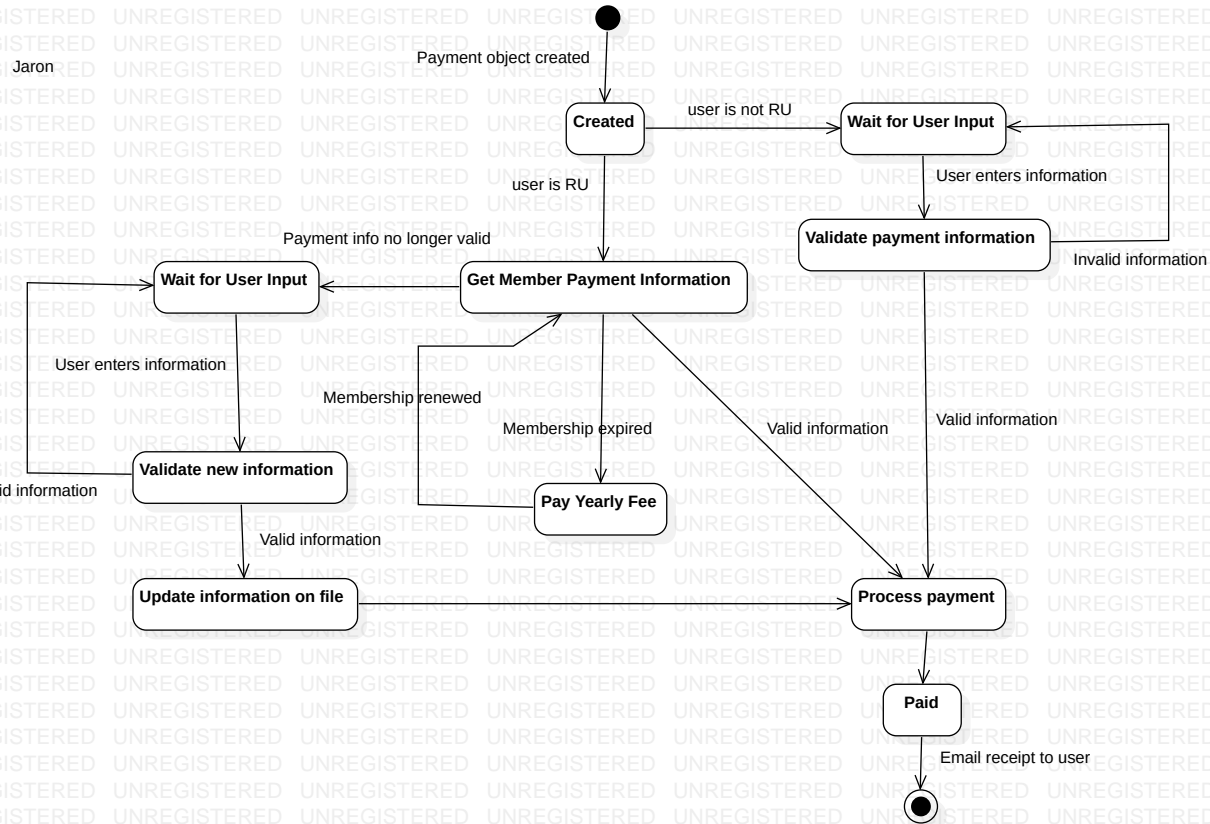 Payment object created
Jaron
Created
user is not RU
Wait for User Input
User enters information
user is RU
Validate payment information
Payment info no longer valid
Invalid information
Wait for User Input
Get Member Payment Information
User enters information
Membership renewed
Membership expired
Valid information
Valid information
Validate new information
id information
Pay Yearly Fee
Valid information
Update information on file
Process payment
Paid
Email receipt to user
UNREGISTERED